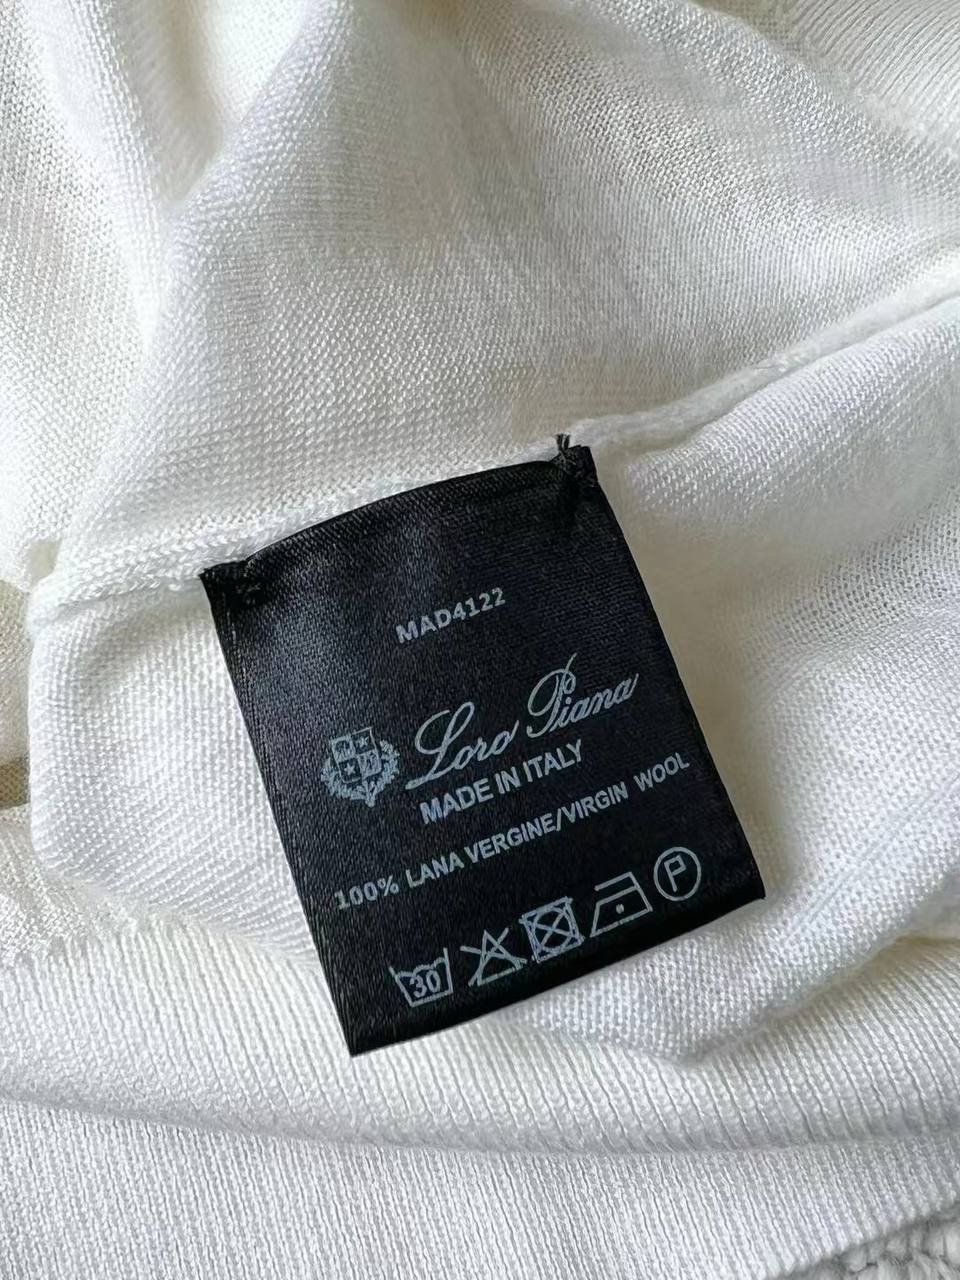 MAD4122
Loro Piana
MADE IN ITALY
100% LANA VERGINE/VIRGIN WOOL
30 P